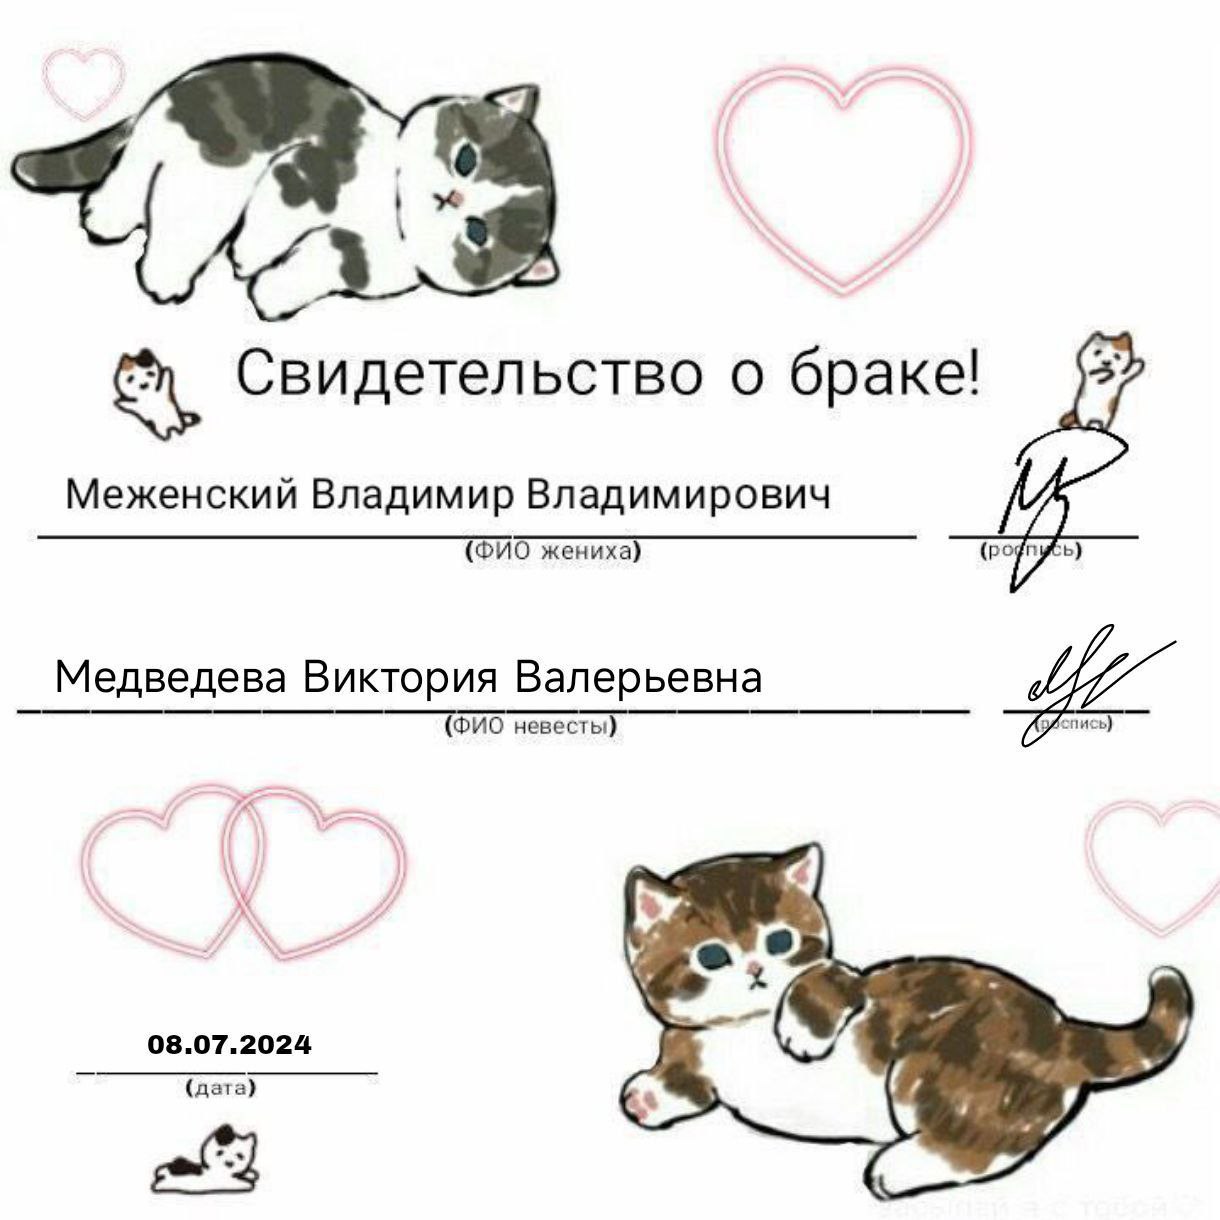 Свидетельство о браке!
Меженский Владимир Владимирович
(ФИО жениха)
(роспись)
Медведева Виктория Валерьевна
(ФИО невесты)
(роспись)
08.07.2024
(дата)